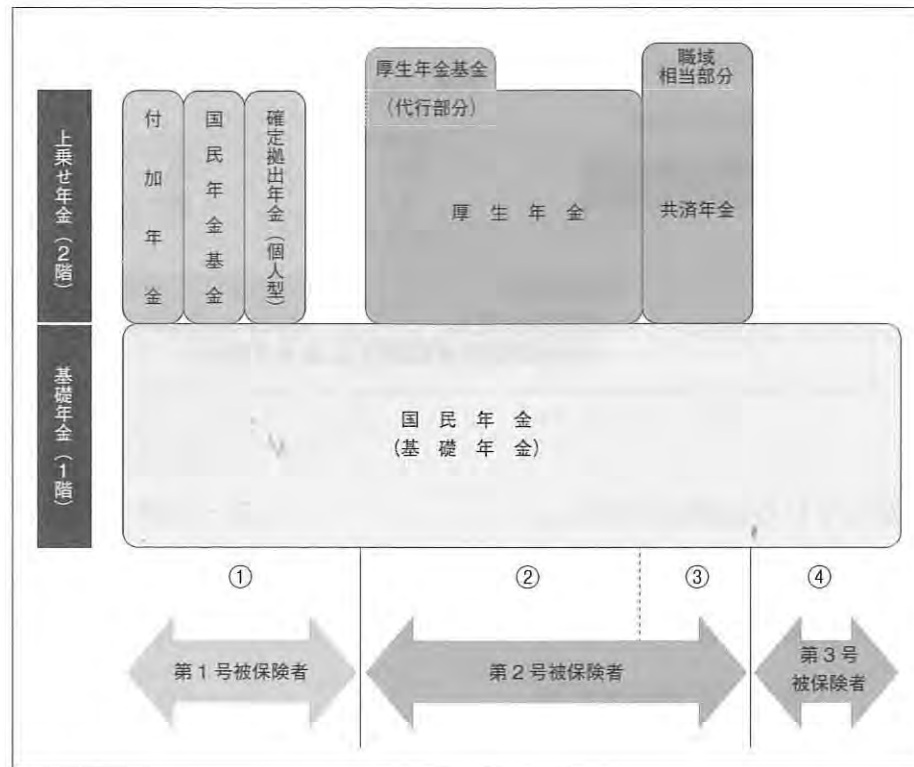 厚生年金基金
(代行部分)
職域
相当部分
上乗せ年金(2階)
付加年金
国民年金基金
確定拠出年金(個人型)
厚生年金
共済年金
基礎年金(1階)
国民年金
(基礎年金)
①
②
③
④
第1号被保険者
第2号被保険者
第3号
被保険者